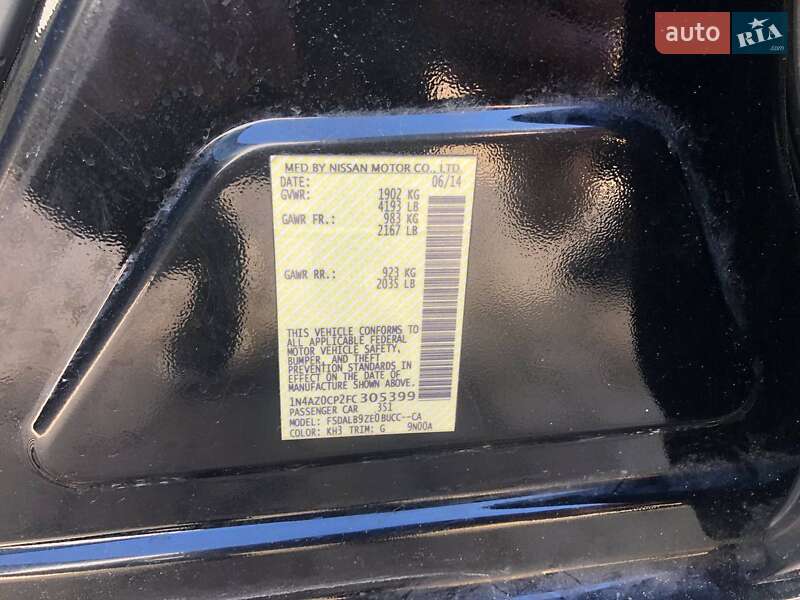 auto RIA .com
MFD BY NISSAN MOTOR CO., LTD
DATE: 06/14
GVWR: 1902 KG
4193 LB
GAWR FR.: 983 KG
2167 LB
GAWR RR.: 923 KG
2035 LB
THIS VEHICLE CONFORMS TO
ALL APPLICABLE FEDERAL
MOTOR VEHICLE SAFETY,
BUMPER, AND THEFT
PREVENTION STANDARDS IN
EFFECT ON THE DATE OF
MANUFACTURE SHOWN ABOVE.
1N4AZ0CP2FC305399
PASSENGER CAR 351
MODEL: FSDALB9ZE0BUCC--CA
COLOR: KH3 TRIM: G 9N00A